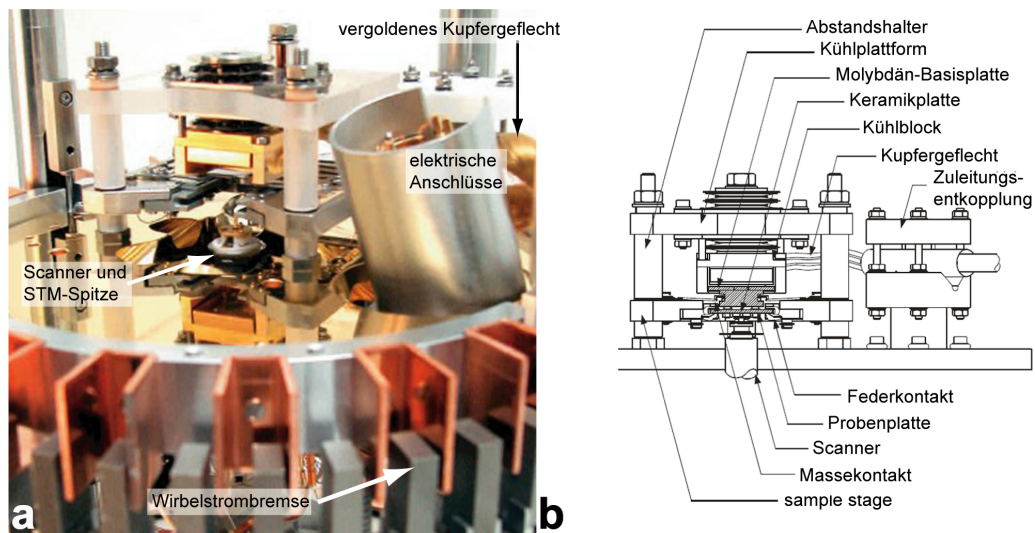 vergoldenes Kupfergeflecht
elektrische
Anschlüsse
Scanner und
STM-Spitze
Wirbelstrombremse
a
Abstandshalter
Kühlplattform
Molybdän-Basisplatte
Keramikplatte
Kühlblock
Kupfergeflecht
Zuleitungs-
entkopplung
Federkontakt
Probenplatte
Scanner
Massekontakt
sample stage
b